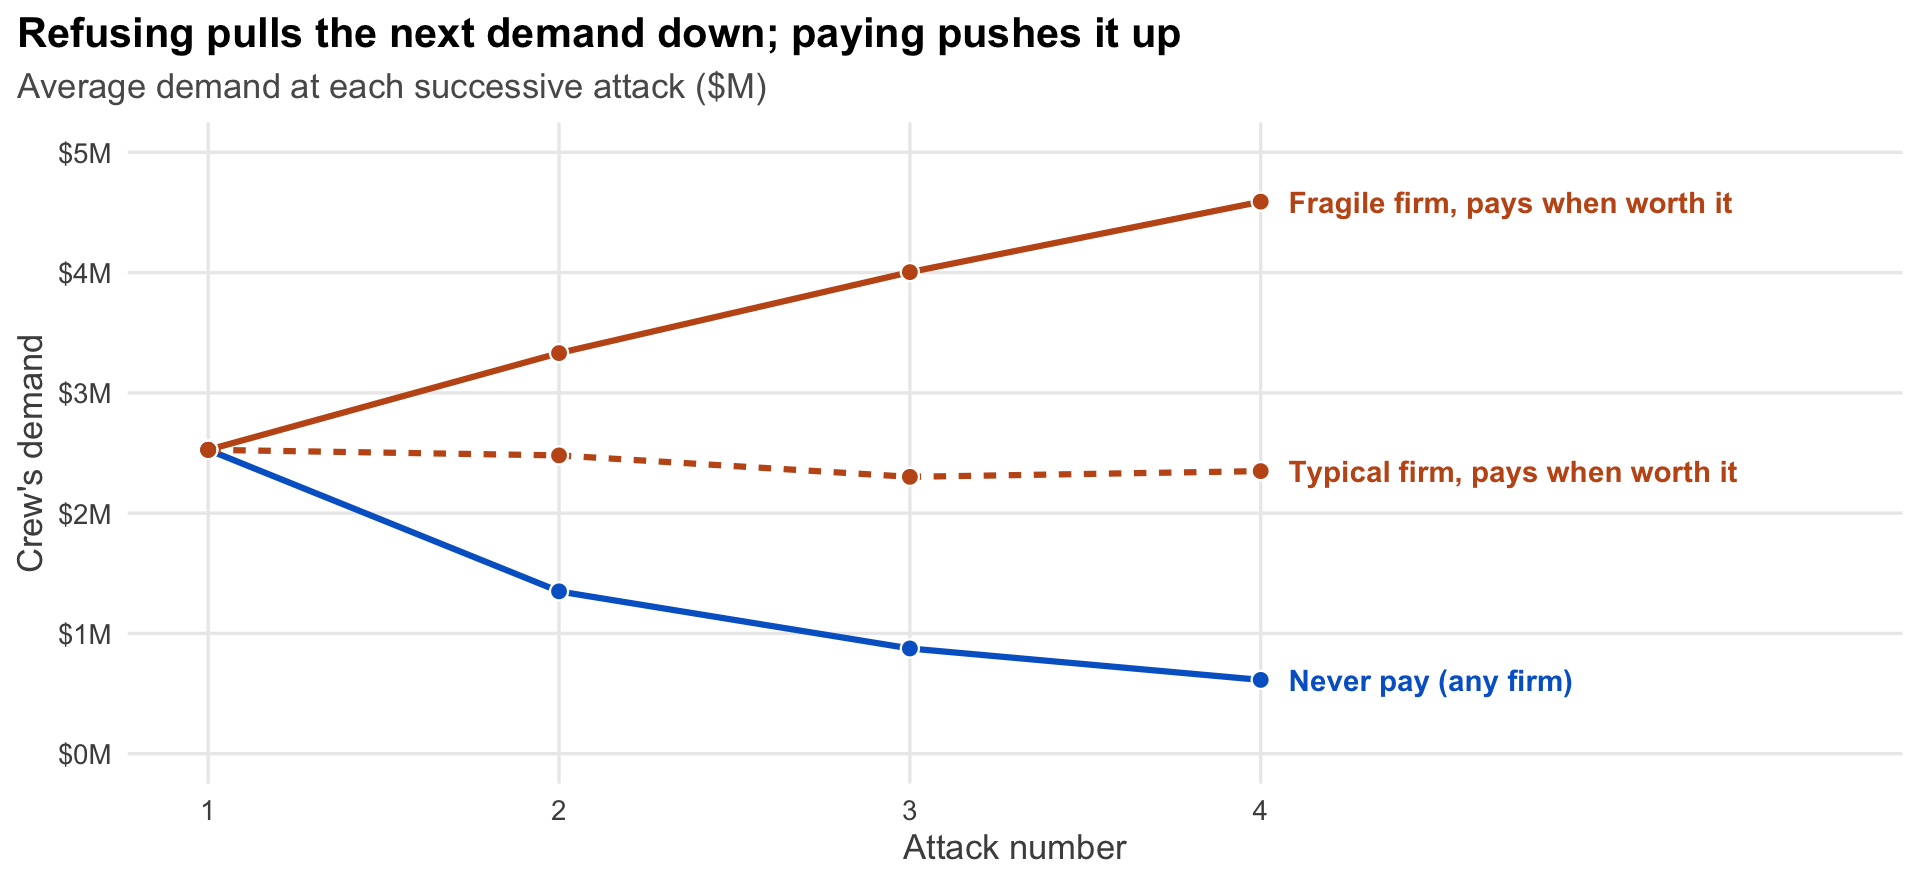 Refusing pulls the next demand down; paying pushes it up
Average demand at each successive attack ($M)
Crew's demand
$5M
$4M
$3M
$2M
$1M
$0M
Fragile firm, pays when worth it
Typical firm, pays when worth it
Never pay (any firm)
1 2 3 4
Attack number